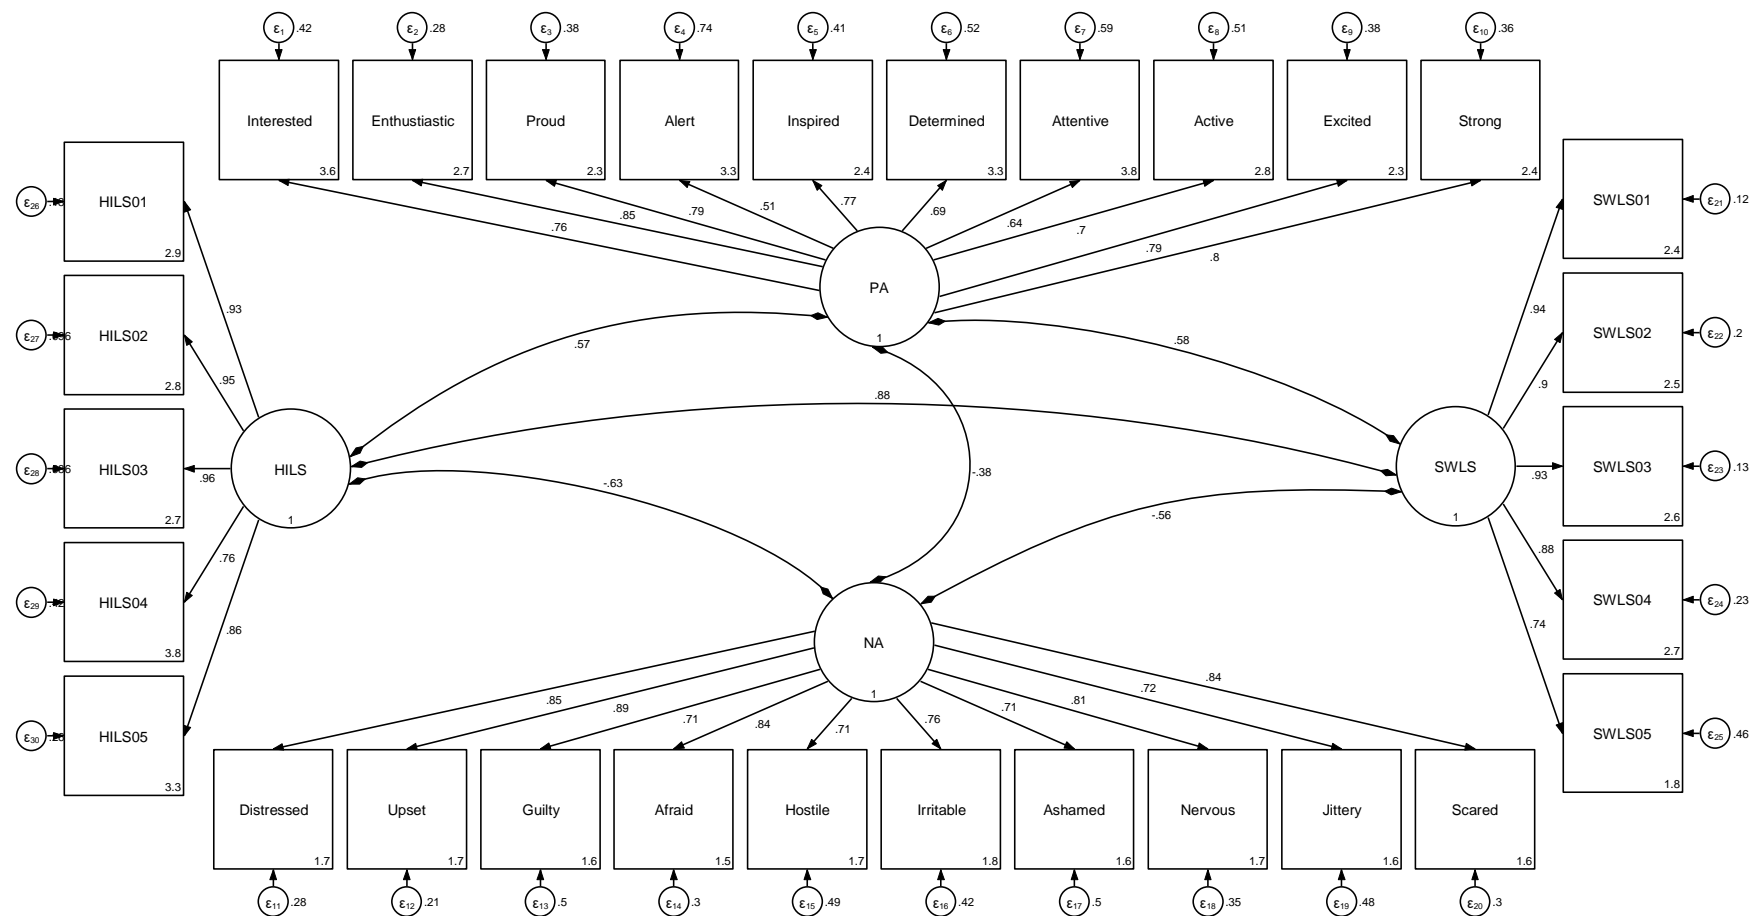 ε1 .42 ε2 .28 ε3 .38 ε4 .74 ε5 .41 ε6 .52 ε7 .59 ε8 .51 ε9 .38 ε10 .36
Interested Enthustiastic Proud Alert Inspired Determined Attentive Active Excited Strong
3.6 2.7 2.3 3.3 2.4 3.3 3.8 2.8 2.3 2.4
.76 .85 .79 .51 .77 .69 .64 .7 .79 .8
ε26 HILS01
2.9
ε27 HILS02
2.8
ε28 HILS03
2.7
ε29 HILS04
3.8
ε30 HILS05
3.3
.93
.95
.96
.76
.86
HILS
1
PA
1
SWLS
1
NA
1
.57
.58
.88
-.38
-.63
-.56
.94
.9
.93
.88
.74
SWLS01 ε21 .12
2.4
SWLS02 ε22 .2
2.5
SWLS03 ε23 .13
2.6
SWLS04 ε24 .23
2.7
SWLS05 ε25 .46
1.8
.85 .89 .71 .84 .71 .76 .71 .81 .72 .84
Distressed Upset Guilty Afraid Hostile Irritable Ashamed Nervous Jittery Scared
1.7 1.7 1.6 1.5 1.7 1.8 1.6 1.7 1.6 1.6
ε11 .28 ε12 .21 ε13 .5 ε14 .3 ε15 .49 ε16 .42 ε17 .5 ε18 .35 ε19 .48 ε20 .3